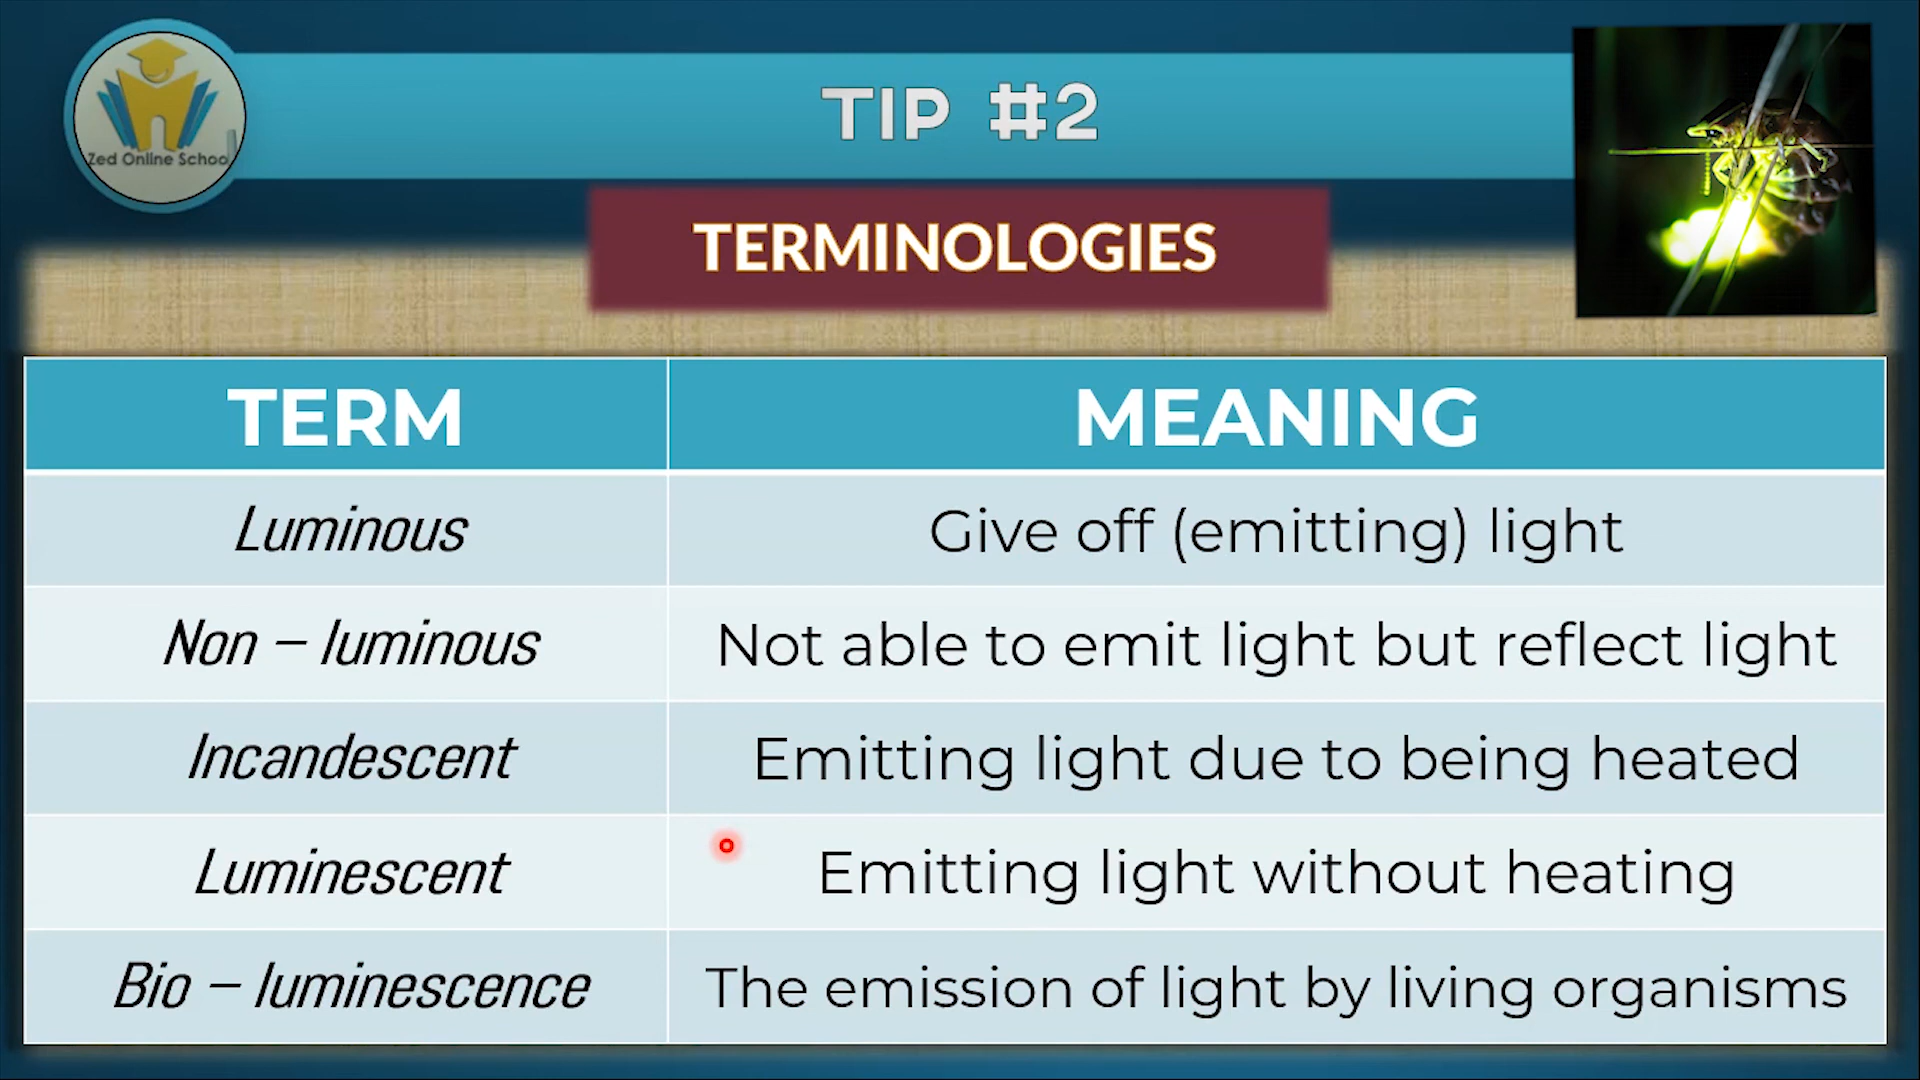 Zed Online School
TIP #2
TERMINOLOGIES
TERM MEANING
Luminous Give off (emitting) light
Non – luminous Not able to emit light but reflect light
Incandescent Emitting light due to being heated
Luminescent Emitting light without heating
Bio – luminescence The emission of light by living organisms